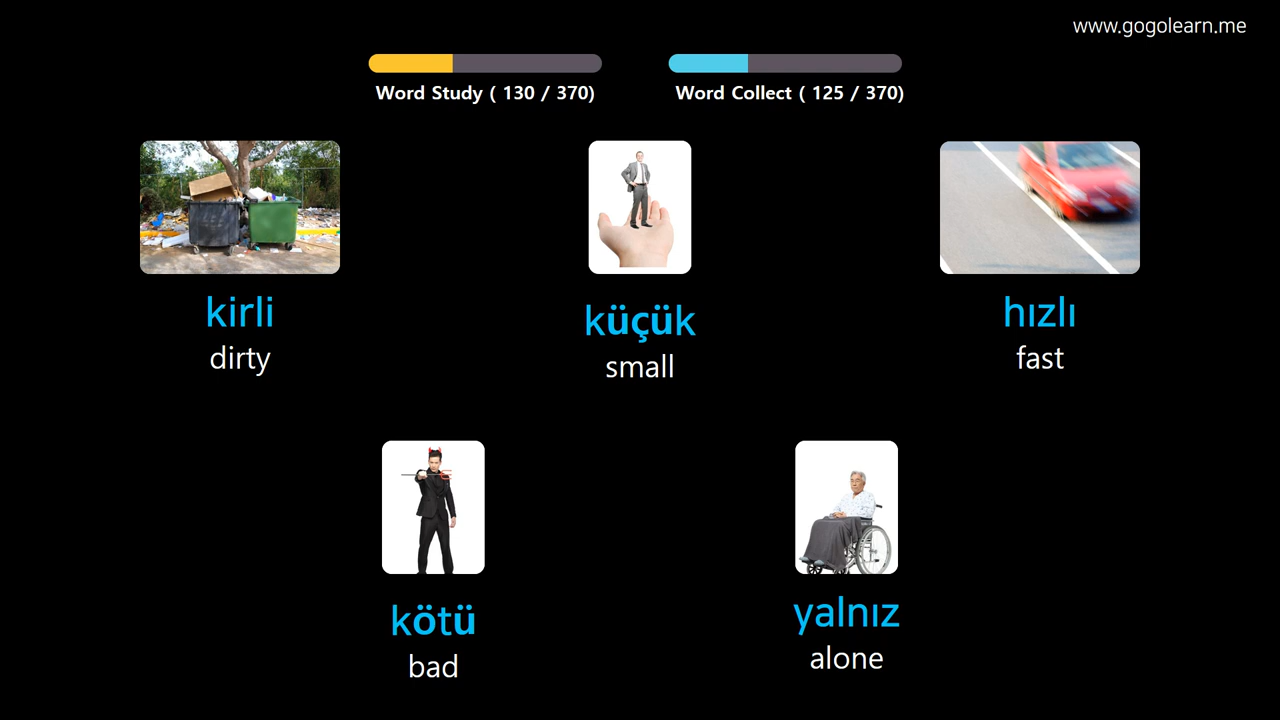 www.gogolearn.me
Word Study ( 130 / 370)
Word Collect ( 125 / 370)
kirli
dirty
küçük
small
hızlı
fast
kötü
bad
yalnız
alone